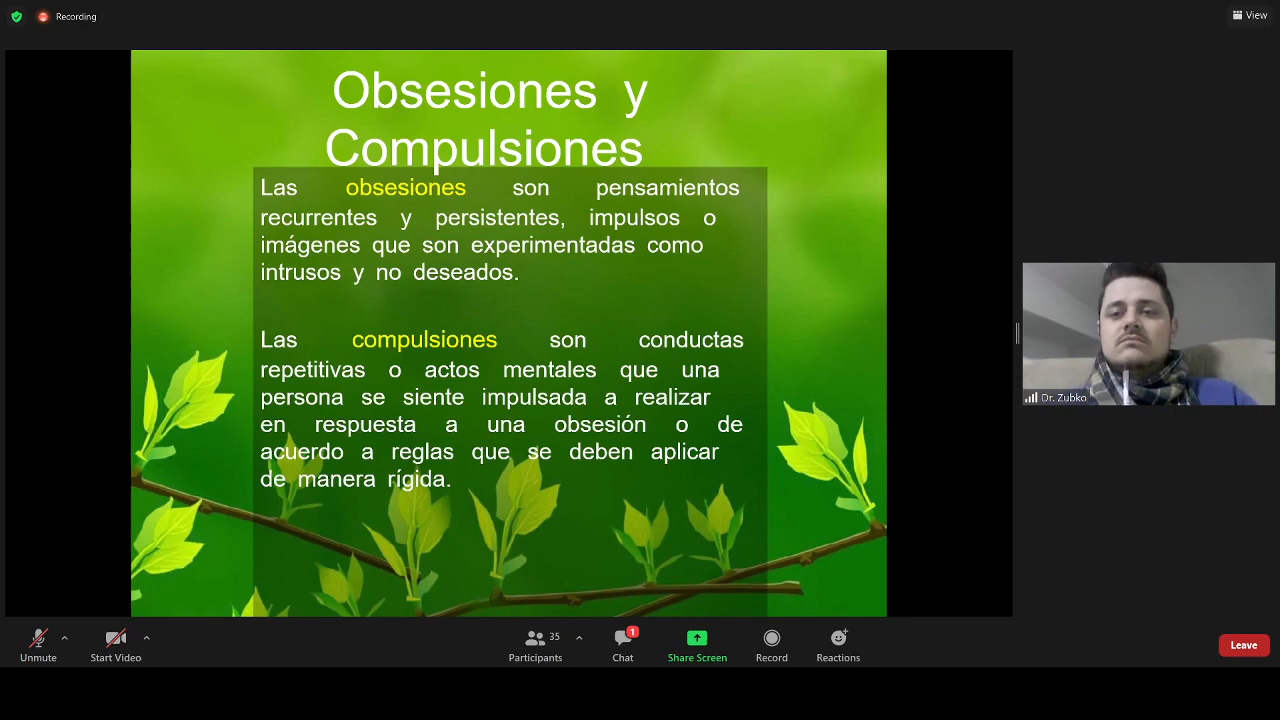 Recording
View
Obsesiones y
Compulsiones
Las obsesiones son pensamientos
recurrentes y persistentes, impulsos o
imágenes que son experimentadas como
intrusos y no deseados.
Las compulsiones son conductas
repetitivas o actos mentales que una
persona se siente impulsada a realizar
en respuesta a una obsesión o de
acuerdo a reglas que se deben aplicar
de manera rígida.
Dr. Zubko
Unmute
Start Video
35
Participants
1
Chat
Share Screen
Record
Reactions
Leave